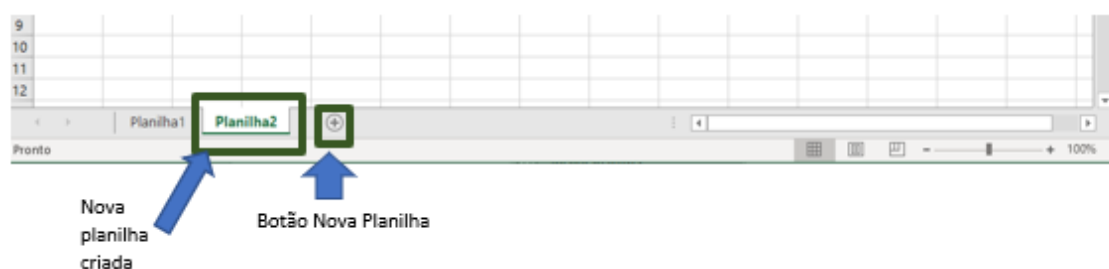 9
10
11
12
Planilha1 Planilha2
Pronto
100%
Nova
planilha
criada
Botão Nova Planilha